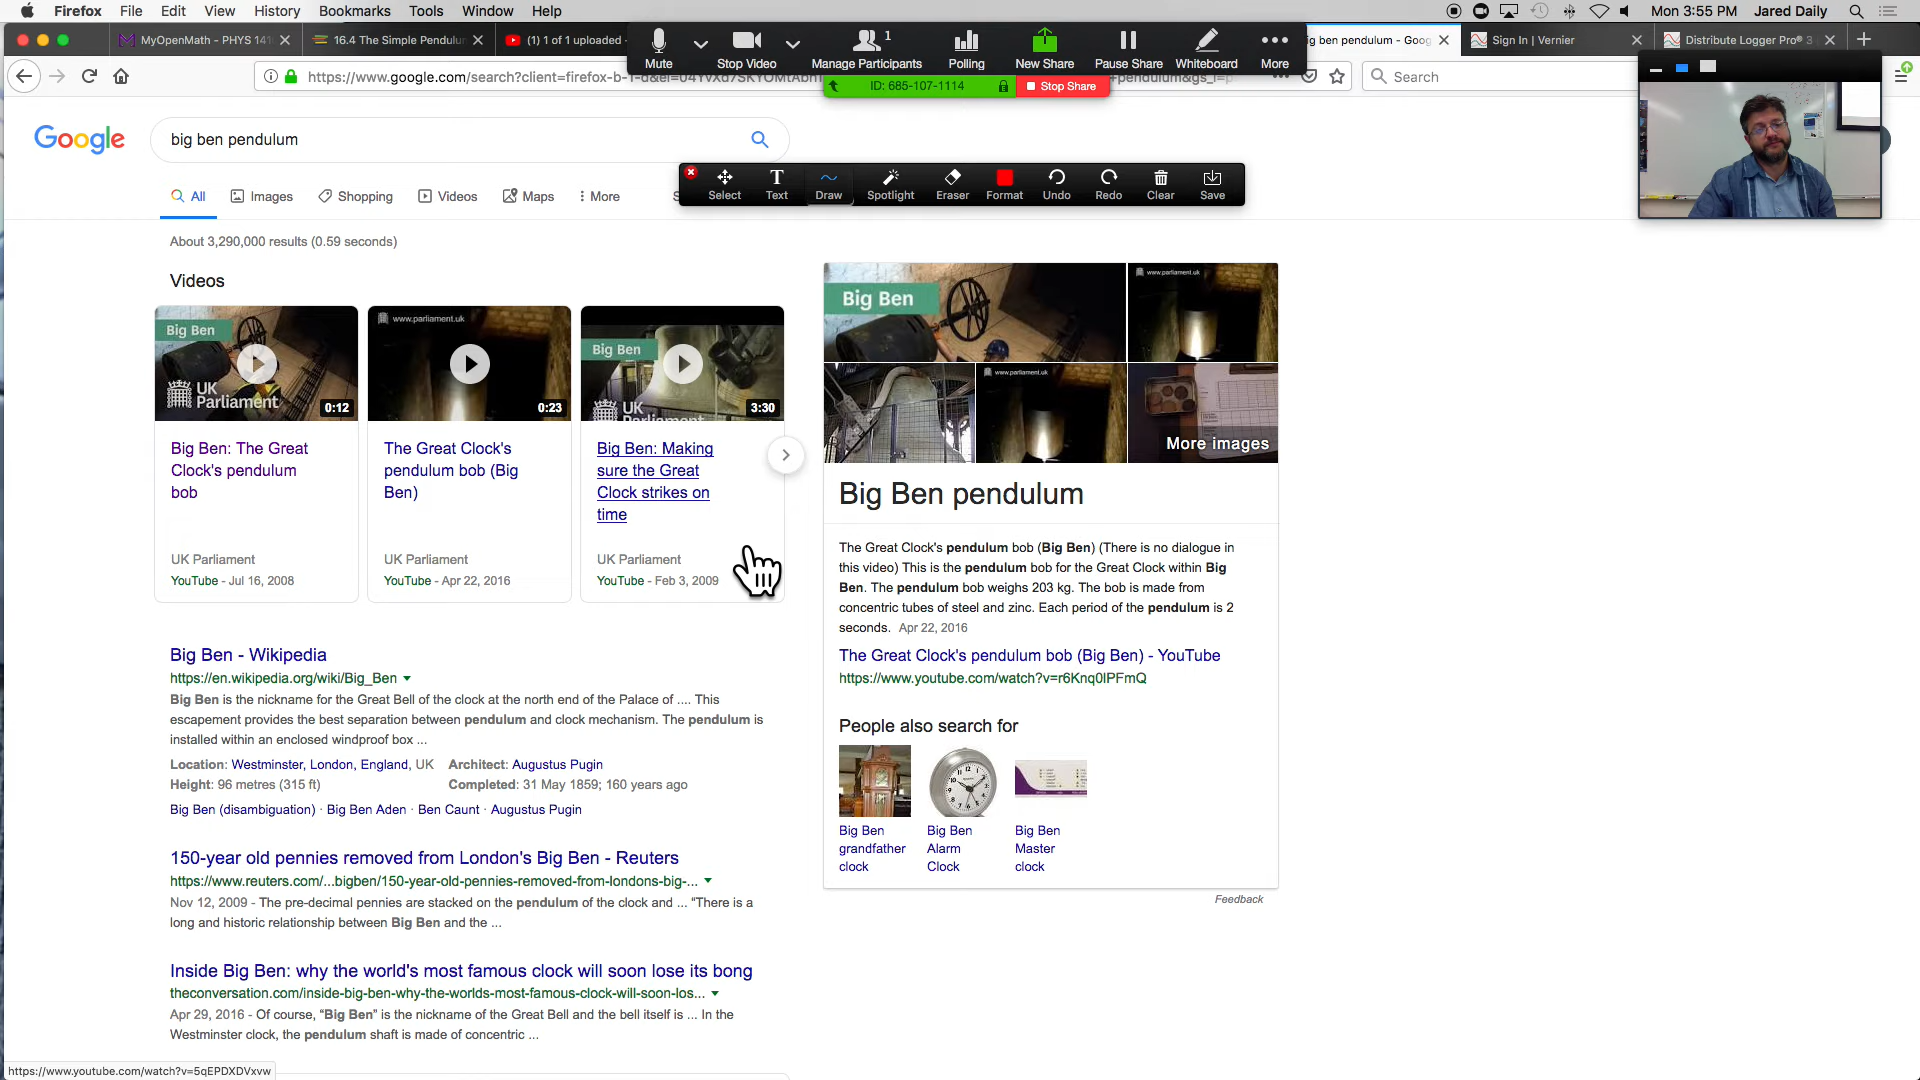 Firefox File Edit View History Bookmarks Tools Window Help
Mon 3:55 PM Jared Daily
MyOpenMath - PHYS 141
16.4 The Simple Pendulu
(1) 1 of 1 uploaded -
ig ben pendulum - Goog
Sign In | Vernier
Distribute Logger Pro® 3
Mute
Stop Video
1
Manage Participants
Polling
New Share
Pause Share
Whiteboard
More
ID: 685-107-1114
Stop Share
Search
Google
big ben pendulum
Select
Text
Draw
Spotlight
Eraser
Format
Undo
Redo
Clear
Save
All Images Shopping Videos Maps More
About 3,290,000 results (0.59 seconds)
Videos
Big Ben
UK Parliament
0:12
www.parliament.uk
0:23
Big Ben
UK
3:30
Big Ben: The Great
Clock's pendulum
bob
UK Parliament
YouTube - Jul 16, 2008
The Great Clock's
pendulum bob (Big
Ben)
UK Parliament
YouTube - Apr 22, 2016
Big Ben: Making
sure the Great
Clock strikes on
time
UK Parliament
YouTube - Feb 3, 2009
Big Ben - Wikipedia
https://en.wikipedia.org/wiki/Big_Ben
Big Ben is the nickname for the Great Bell of the clock at the north end of the Palace of .... This
escapement provides the best separation between pendulum and clock mechanism. The pendulum is
installed within an enclosed windproof box ...
Location: Westminster, London, England, UK Architect: Augustus Pugin
Height: 96 metres (315 ft) Completed: 31 May 1859; 160 years ago
Big Ben (disambiguation) · Big Ben Aden · Ben Caunt · Augustus Pugin
150-year old pennies removed from London's Big Ben - Reuters
https://www.reuters.com/...bigben/150-year-old-pennies-removed-from-londons-big-...
Nov 12, 2009 - The pre-decimal pennies are stacked on the pendulum of the clock and ... "There is a
long and historic relationship between Big Ben and the ...
Inside Big Ben: why the world's most famous clock will soon lose its bong
theconversation.com/inside-big-ben-why-the-worlds-most-famous-clock-will-soon-los...
Apr 29, 2016 - Of course, "Big Ben" is the nickname of the Great Bell and the bell itself is ... In the
Westminster clock, the pendulum shaft is made of concentric ...
Big Ben
www.parliament.uk
www.parliament.uk
More images
Big Ben pendulum
The Great Clock's pendulum bob (Big Ben) (There is no dialogue in
this video) This is the pendulum bob for the Great Clock within Big
Ben. The pendulum bob weighs 203 kg. The bob is made from
concentric tubes of steel and zinc. Each period of the pendulum is 2
seconds. Apr 22, 2016
The Great Clock's pendulum bob (Big Ben) - YouTube
https://www.youtube.com/watch?v=r6Knq0lPFmQ
People also search for
Big Ben
grandfather
clock
Big Ben
Alarm
Clock
Big Ben
Master
clock
Feedback
https://www.youtube.com/watch?v=5qEPDXDVxvw